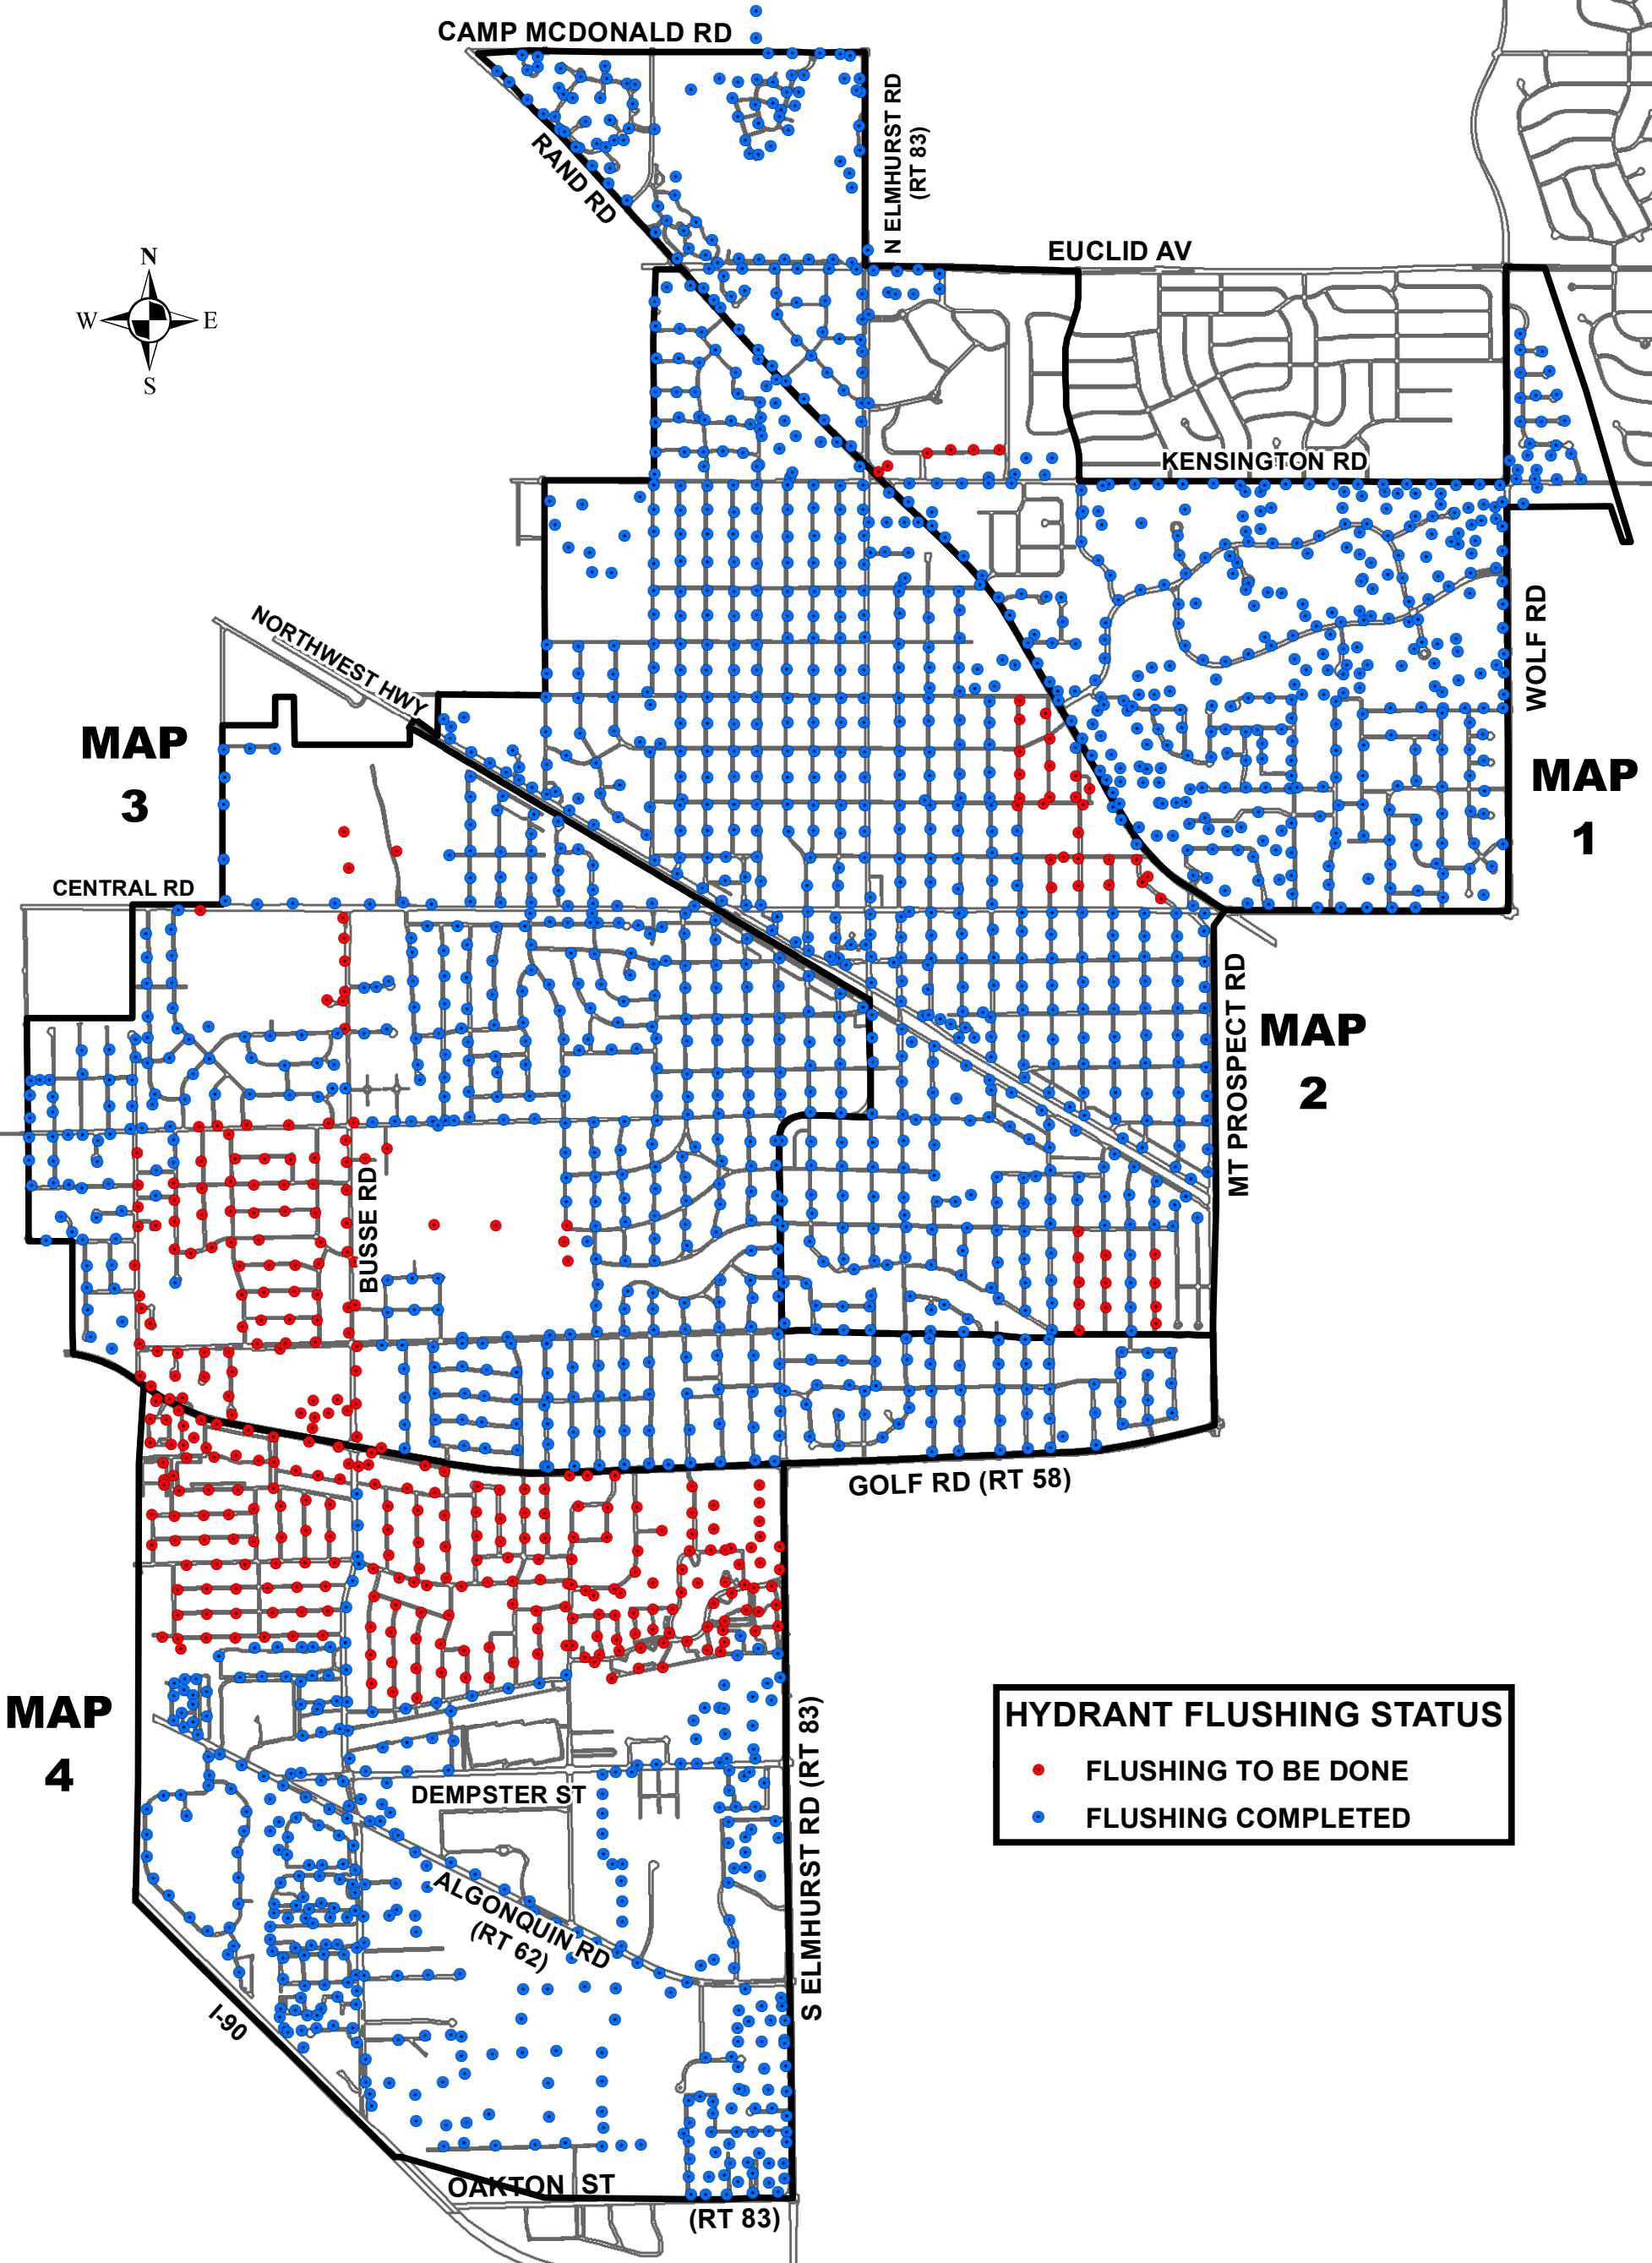 CAMP MCDONALD RD
N ELMHURST RD
(RT 83)
RAND RD
EUCLID AV
N
W
E
S
KENSINGTON RD
NORTHWEST HWY
WOLF RD
MAP
3
MAP
1
CENTRAL RD
MT PROSPECT RD
MAP
2
BUSSE RD
GOLF RD (RT 58)
MAP
4
HYDRANT FLUSHING STATUS
FLUSHING TO BE DONE
FLUSHING COMPLETED
DEMPSTER ST
S ELMHURST RD (RT 83)
ALGONQUIN RD
(RT 62)
I-90
OAKTON ST
(RT 83)